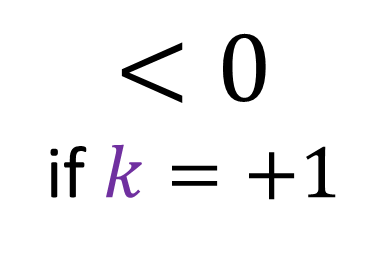 < 0
if k = +1